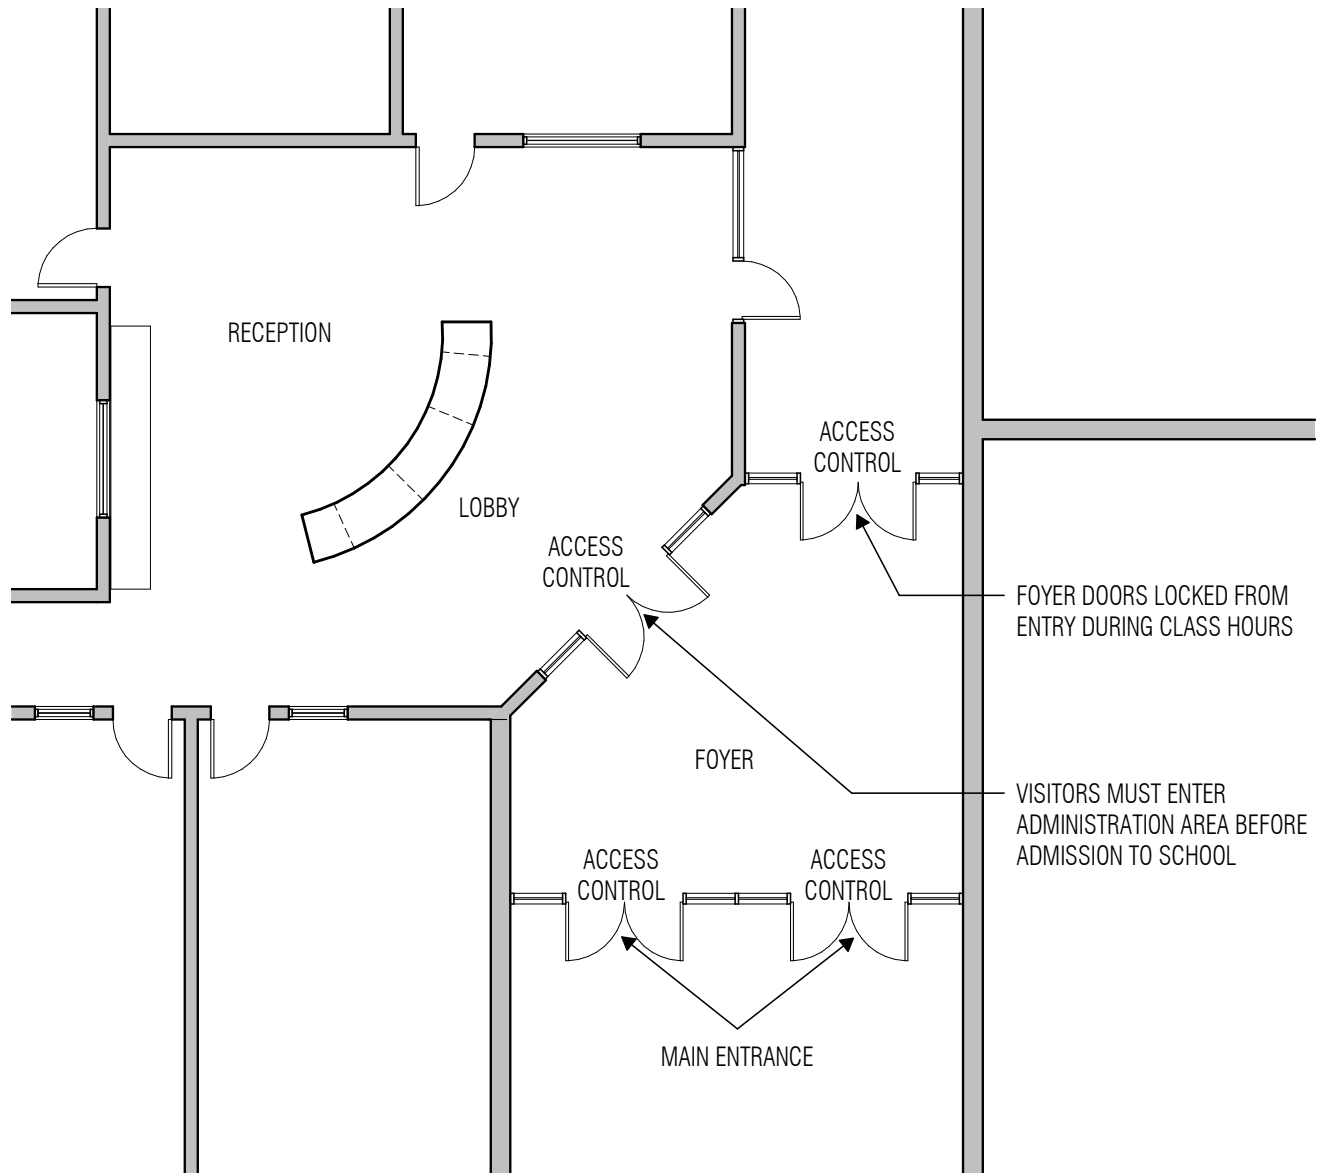 RECEPTION
LOBBY
ACCESS
CONTROL
ACCESS
CONTROL
FOYER DOORS LOCKED FROM
ENTRY DURING CLASS HOURS
FOYER
VISITORS MUST ENTER
ADMINISTRATION AREA BEFORE
ADMISSION TO SCHOOL
ACCESS
CONTROL
ACCESS
CONTROL
MAIN ENTRANCE